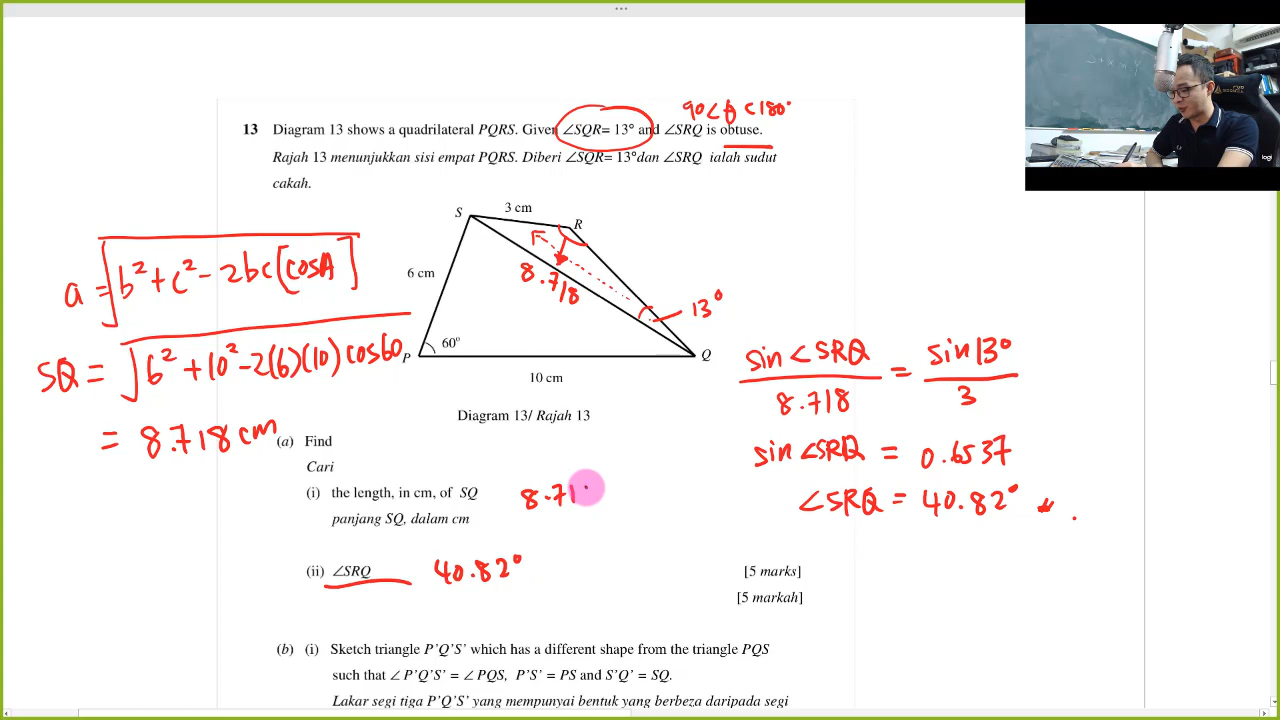 90<θ<180°
13 Diagram 13 shows a quadrilateral PQRS. Given ∠SQR= 13° and ∠SRQ is obtuse.
Rajah 13 menunjukkan sisi empat PQRS. Diberi ∠SQR= 13°dan ∠SRQ ialah sudut
cakah.
S 3 cm R
6 cm 8.718 13°
P 60° Q
10 cm
Diagram 13/ Rajah 13
a = √b² + c² - 2bc[cosA]
SQ = √6² + 10² - 2(6)(10) cos60
= 8.718 cm
sin ∠SRQ / 8.718 = sin 13° / 3
sin ∠SRQ = 0.6537
∠SRQ = 40.82°
(a) Find
Cari
(i) the length, in cm, of SQ 8.71
panjang SQ, dalam cm
(ii) ∠SRQ 40.82° [5 marks]
[5 markah]
(b) (i) Sketch triangle P'Q'S' which has a different shape from the triangle PQS
such that ∠ P'Q'S' = ∠ PQS, P'S' = PS and S'Q' = SQ.
Lakar segi tiga P'Q'S' yang mempunyai bentuk yang berbeza daripada segi
logi